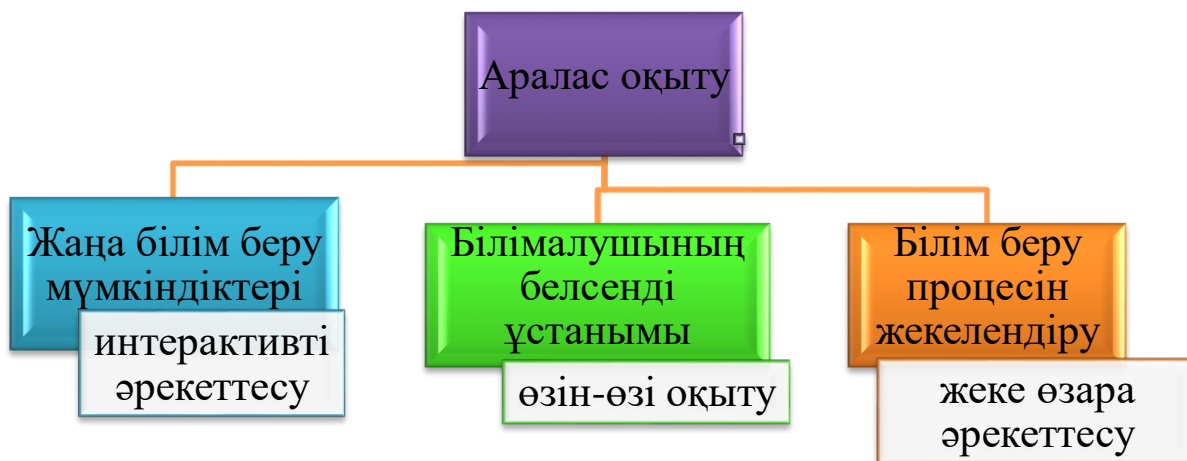 Аралас оқыту
Жаңа білім беру
мүмкіндіктері
интерактивті
әрекеттесу
Білімалушының
белсенді
ұстанымы
өзін-өзі оқыту
Білім беру
процесін
жекелендіру
жеке өзара
әрекеттесу